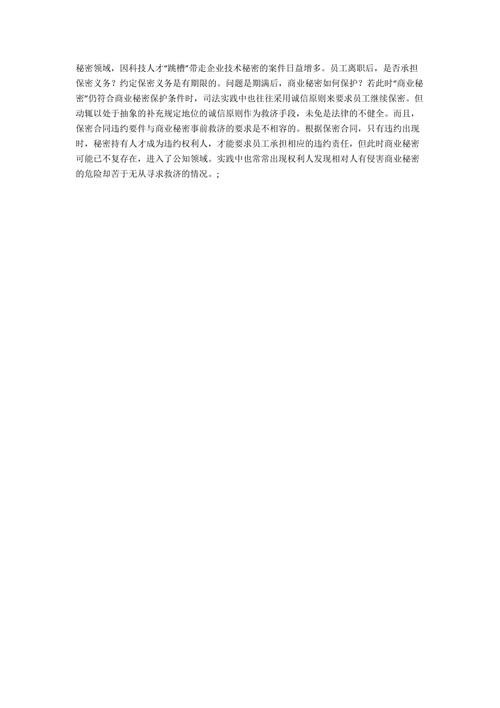 秘密领域，因科技人才“跳槽”带走企业技术秘密的案件日益增多。员工离职后，是否承担
保密义务？约定保密义务是有期限的。问题是期满后，商业秘密如何保护？若此时“商业秘
密”仍符合商业秘密保护条件时，司法实践中也往往采用诚信原则来要求员工继续保密。但
动辄以处于抽象的补充规定地位的诚信原则作为救济手段，未免是法律的不健全。而且，
保密合同违约要件与商业秘密事前救济的要求是不相容的。根据保密合同，只有违约出现
时，秘密持有人才成为违约权利人，才能要求员工承担相应的违约责任，但此时商业秘密
可能已不复存在，进入了公知领域。实践中也常常出现权利人发现相对人有侵害商业秘密
的危险却苦于无从寻求救济的情况。;